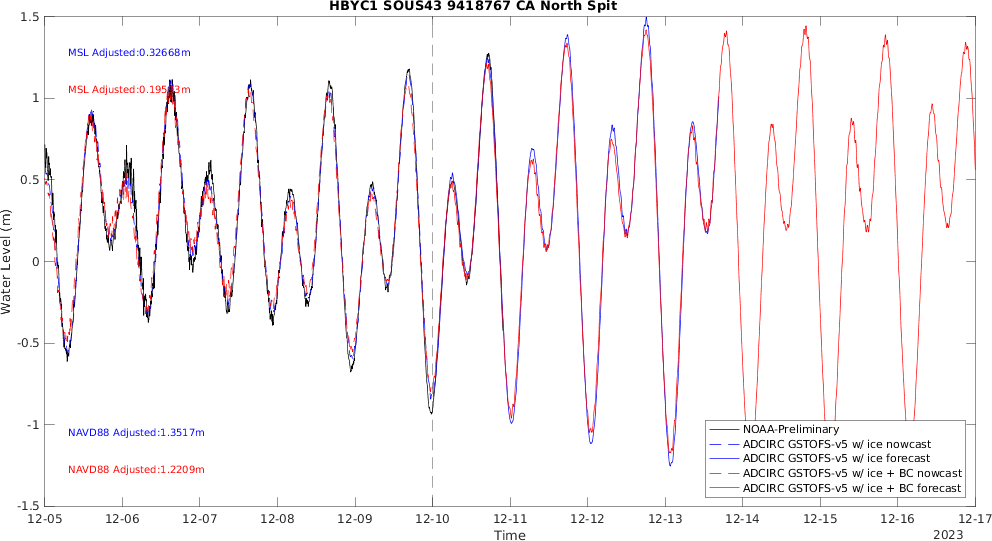 HBYC1 SOUS43 9418767 CA North Spit
1.5
MSL Adjusted:0.32668m
1
0.5
Water Level (m)
0
-0.5
-1
NAVD88 Adjusted:1.3517m
NAVD88 Adjusted:1.2209m
-1.5
NOAA-Preliminary
ADCIRC GSTOFS-v5 w/ ice nowcast
ADCIRC GSTOFS-v5 w/ ice forecast
ADCIRC GSTOFS-v5 w/ ice + BC nowcast
ADCIRC GSTOFS-v5 w/ ice + BC forecast
12-05 12-06 12-07 12-08 12-09 12-10 12-11 12-12 12-13 12-14 12-15 12-16 12-17
Time
2023